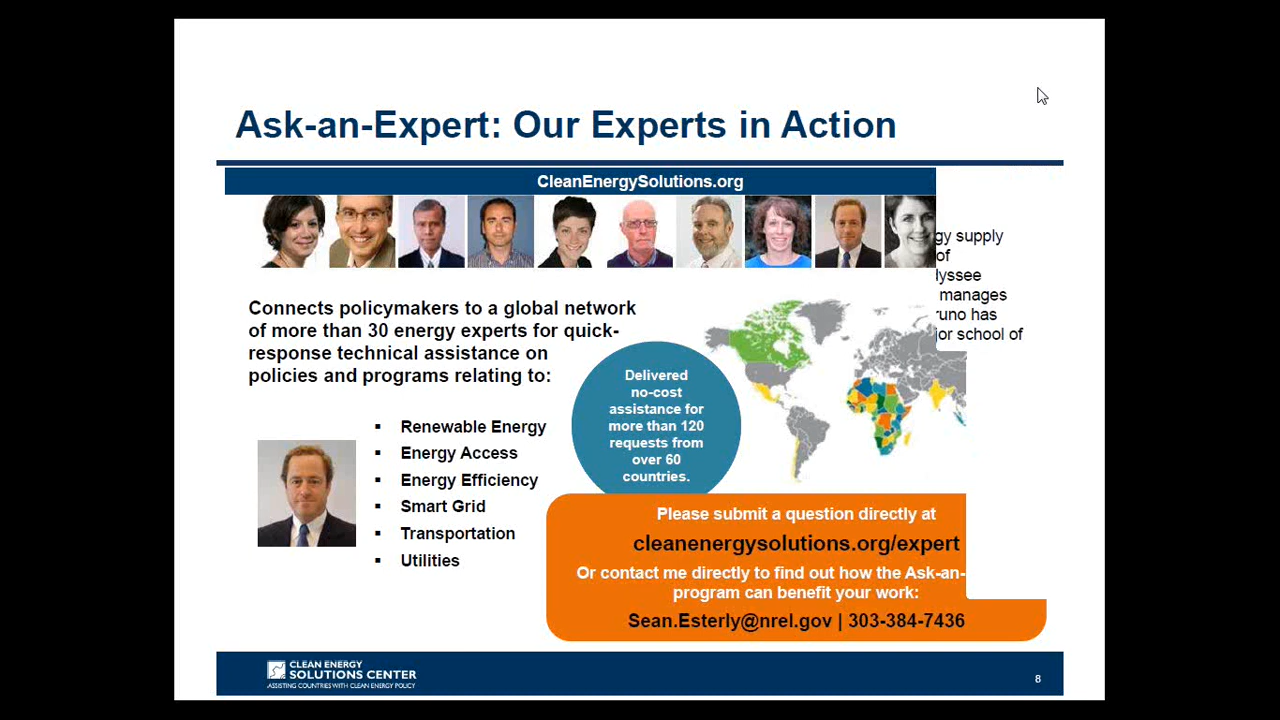 Ask-an-Expert: Our Experts in Action
CleanEnergySolutions.org
gy supply
of
lyssee
manages
runo has
jor school of
Connects policymakers to a global network
of more than 30 energy experts for quick-
response technical assistance on
policies and programs relating to:
Delivered
no-cost
assistance for
more than 120
requests from
over 60
countries.
▪ Renewable Energy
▪ Energy Access
▪ Energy Efficiency
▪ Smart Grid
▪ Transportation
▪ Utilities
Please submit a question directly at
cleanenergysolutions.org/expert
Or contact me directly to find out how the Ask-an-
program can benefit your work:
Sean.Esterly@nrel.gov | 303-384-7436
CLEAN ENERGY
SOLUTIONS CENTER
ASSISTING COUNTRIES WITH CLEAN ENERGY POLICY
8